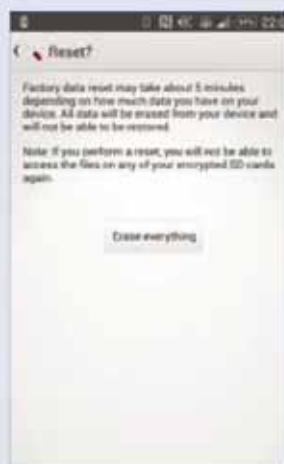 Reset?
Factory data reset may take about 5 minutes
depending on how much data you have on your
device. All data will be erased from your device and
will not be able to be restored.
Note: If you perform a reset, you will not be able to
access the files on any of your encrypted SD cards
again.
Erase everything